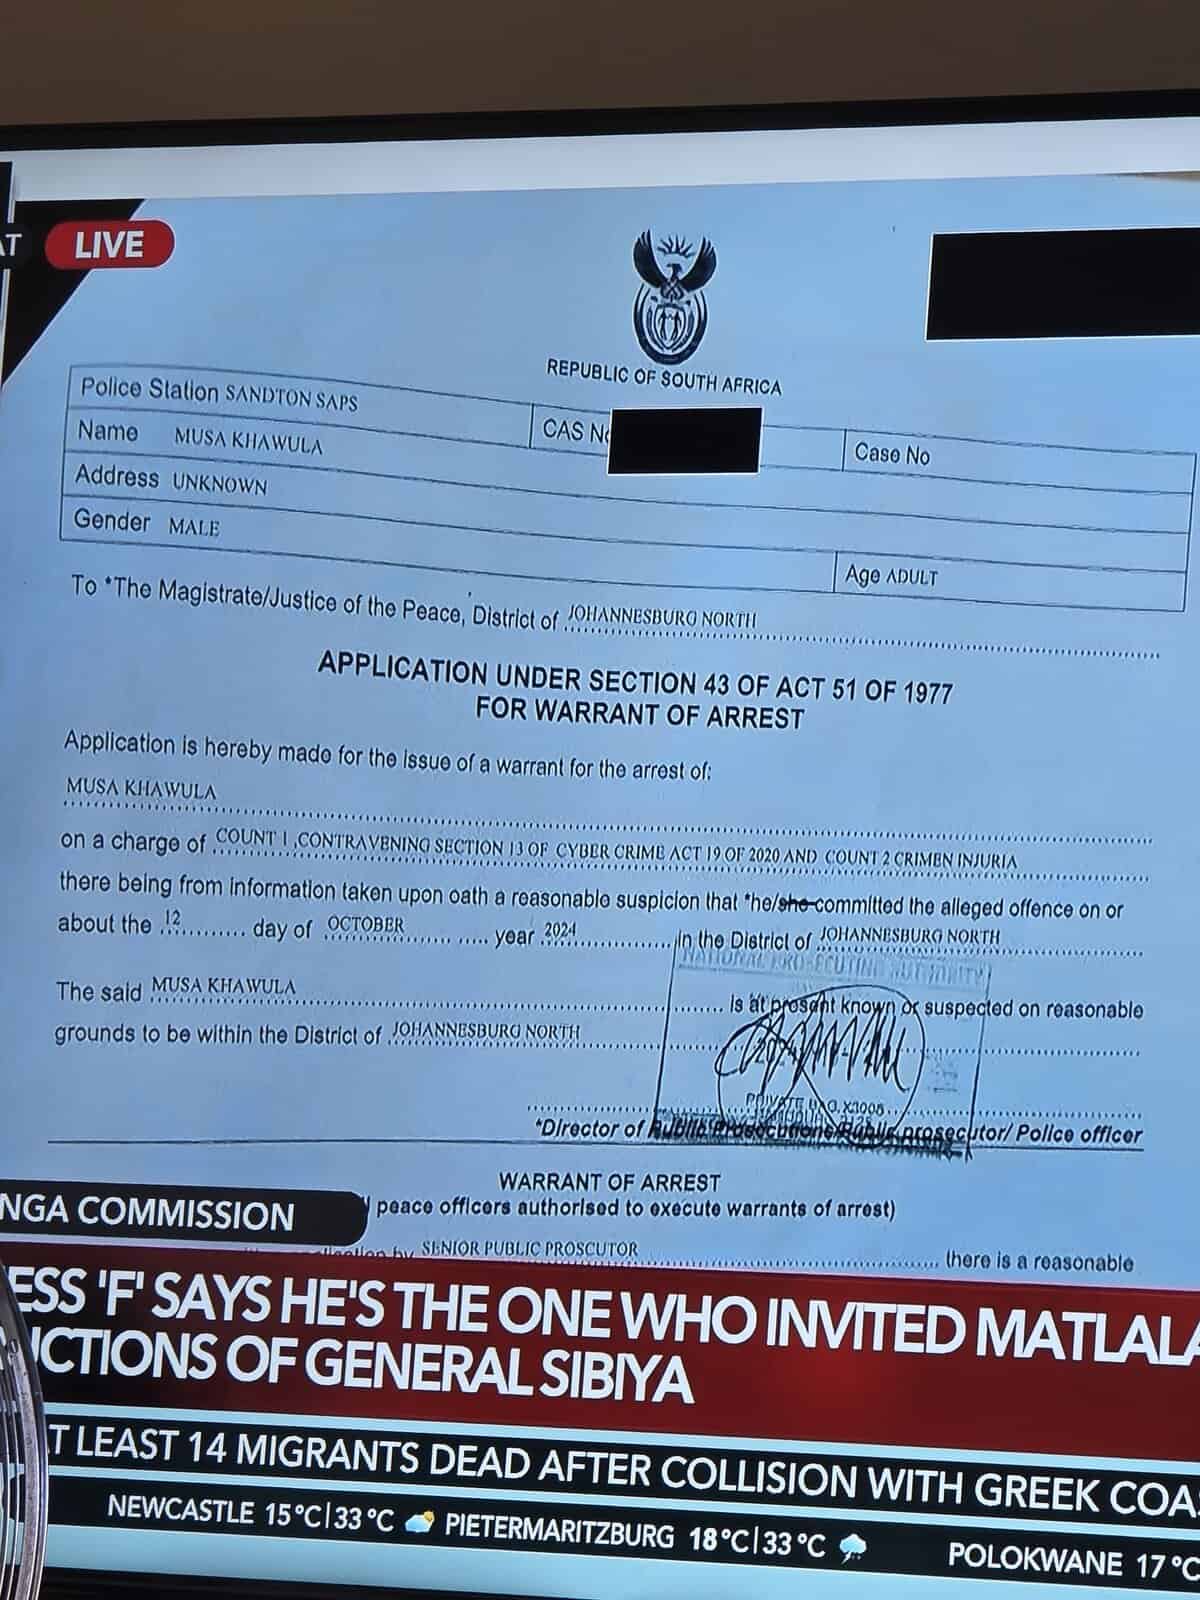 AT
LIVE
REPUBLIC OF SOUTH AFRICA
Police Station SANDTON SAPS
CAS No
Case No
Name MUSA KHAWULA
Address UNKNOWN
Gender MALE
Age ADULT
To *The Magistrate/Justice of the Peace, District of JOHANNESBURG NORTH
APPLICATION UNDER SECTION 43 OF ACT 51 OF 1977
FOR WARRANT OF ARREST
Application is hereby made for the issue of a warrant for the arrest of:
MUSA KHAWULA
on a charge of COUNT 1 ,CONTRAVENING SECTION 13 OF CYBER CRIME ACT 19 OF 2020 AND COUNT 2 CRIMEN INJURIA
there being from information taken upon oath a reasonable suspicion that *he/she committed the alleged offence on or
about the 12 day of OCTOBER year 2024 in the District of JOHANNESBURG NORTH
NATIONAL PROSECUTING AUTHORITY
The said MUSA KHAWULA Is at present known or suspected on reasonable
grounds to be within the District of JOHANNESBURG NORTH
PRIVATE BAG X3005
*Director of Public Prosecutions/Public prosecutor/ Police officer
WARRANT OF ARREST
peace officers authorised to execute warrants of arrest)
by SENIOR PUBLIC PROSCUTOR there is a reasonable
NGA COMMISSION
ESS 'F' SAYS HE'S THE ONE WHO INVITED MATLALA
UCTIONS OF GENERAL SIBIYA
T LEAST 14 MIGRANTS DEAD AFTER COLLISION WITH GREEK COAS
NEWCASTLE 15°C|33°C PIETERMARITZBURG 18°C|33°C POLOKWANE 17°C